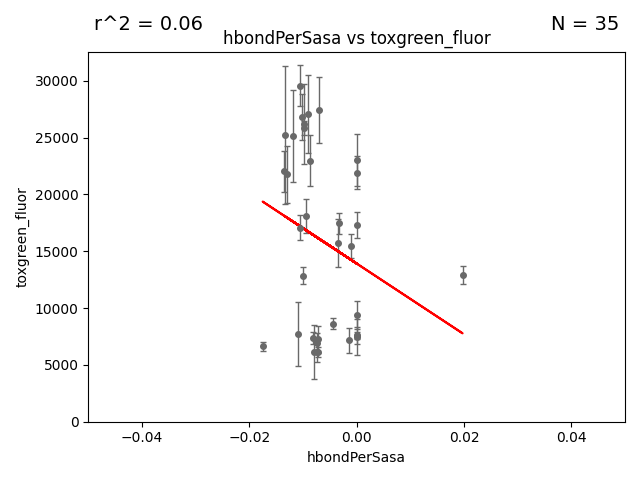 r^2 = 0.06
N = 35
hbondPerSasa vs toxgreen_fluor
toxgreen_fluor
30000
25000
20000
15000
10000
5000
0
−0.04
−0.02
0.00
0.02
0.04
hbondPerSasa